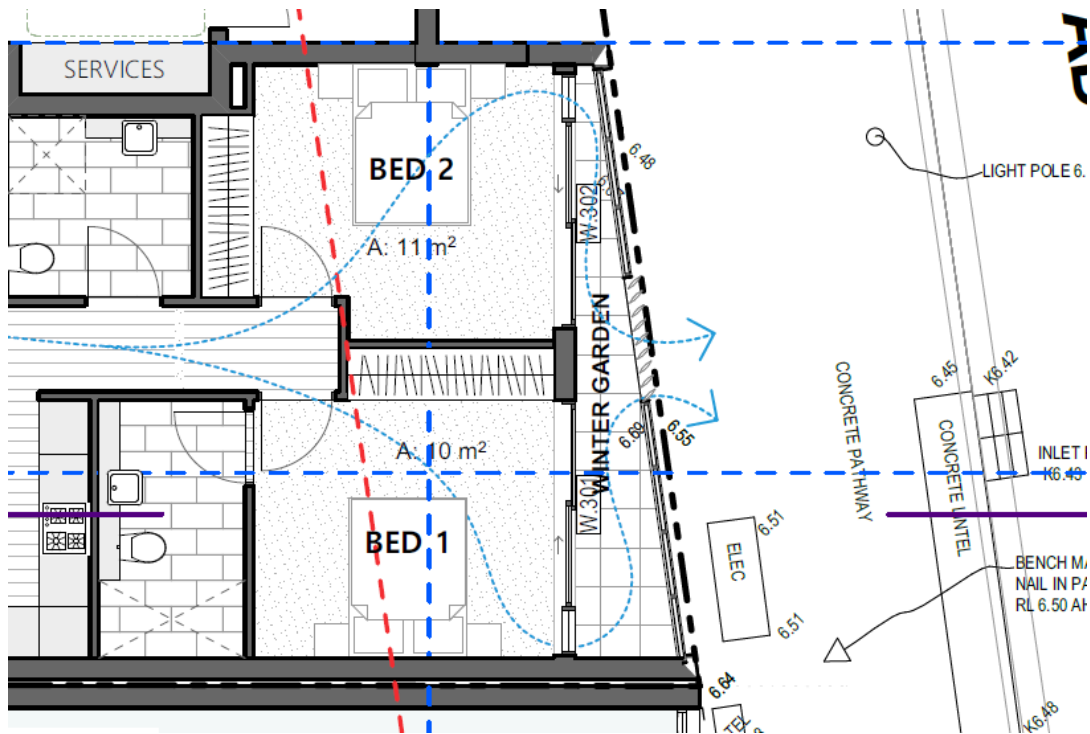 SERVICES
BED 2
A: 11 m²
W.302
6.48
LIGHT POLE 6.
WINTER GARDEN
6.45
K6.42
CONCRETE PATHWAY
CONCRETE LINTEL
A: 10 m²
6.69
6.55
INLET
K6.43
W.301
BED 1
ELEC
6.51
6.51
BENCH MA
NAIL IN PA
RL 6.50 AH
6.64
TEL
K6.48